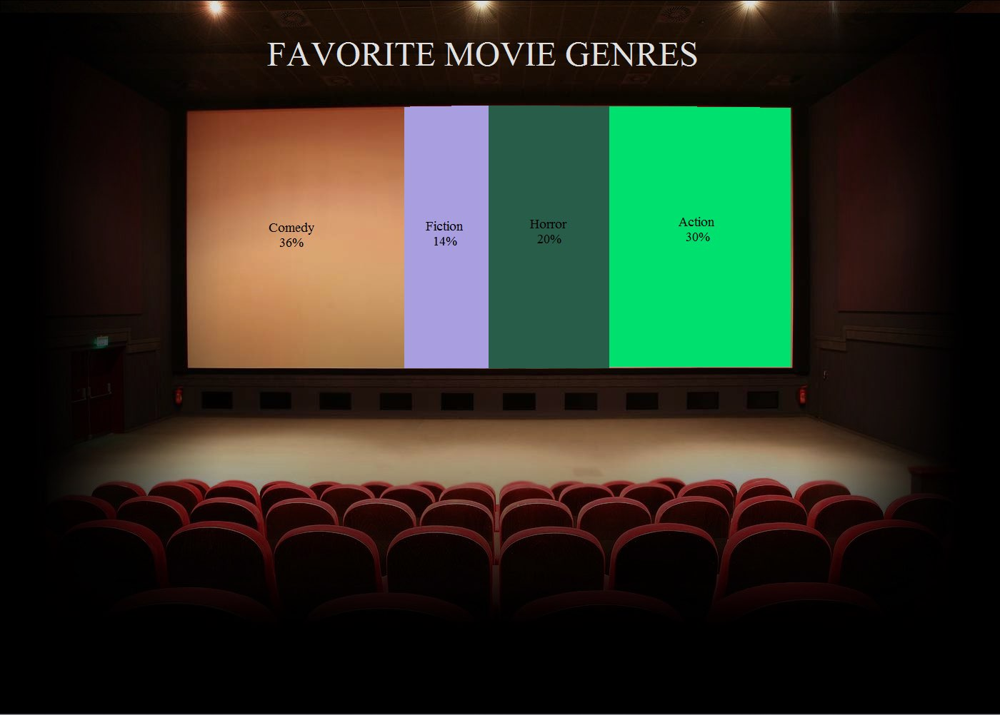 FAVORITE MOVIE GENRES
Comedy
36%
Fiction
14%
Horror
20%
Action
30%